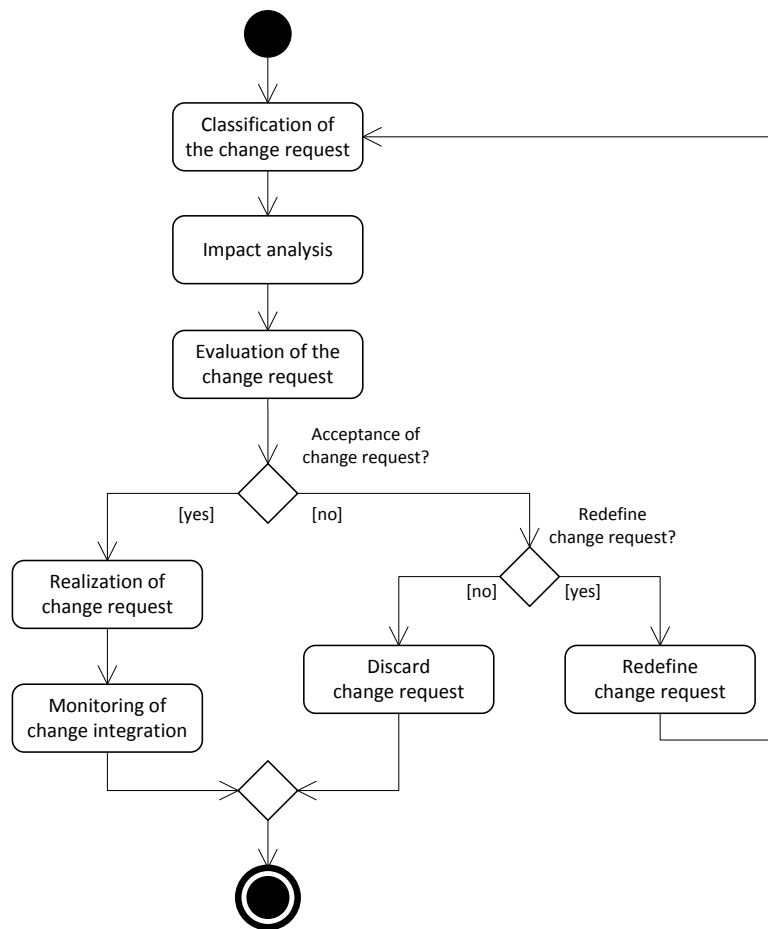 Classification of
the change request
Impact analysis
Evaluation of the
change request
Acceptance of
change request?
[yes]
[no]
Redefine
change request?
[no]
[yes]
Realization of
change request
Discard
change request
Redefine
change request
Monitoring of
change integration